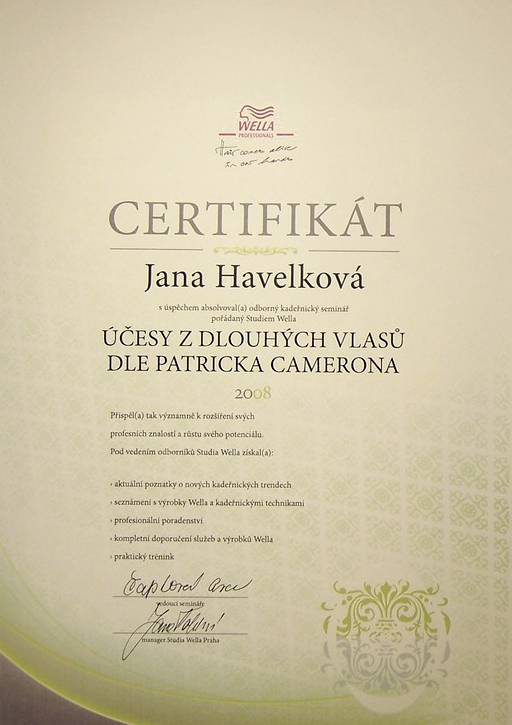 WELLA
PROFESSIONALS
CERTIFIKÁT
Jana Havelková
s úspěchem absolvoval(a) odborný kadeřnický seminář
pořádaný Studiem Wella
ÚČESY Z DLOUHÝCH VLASŮ
DLE PATRICKA CAMERONA
2008
Přispěl(a) tak významně k rozšíření svých
profesních znalostí a růstu svého potenciálu.
Pod vedením odborníků Studia Wella získal(a):
› aktuální poznatky o nových kadeřnických trendech
› seznámení s výrobky Wella a kadeřnickými technikami
› profesionální poradenství
› kompletní doporučení služeb a výrobků Wella
› praktický trénink
vedoucí semináře
manager Studia Wella Praha